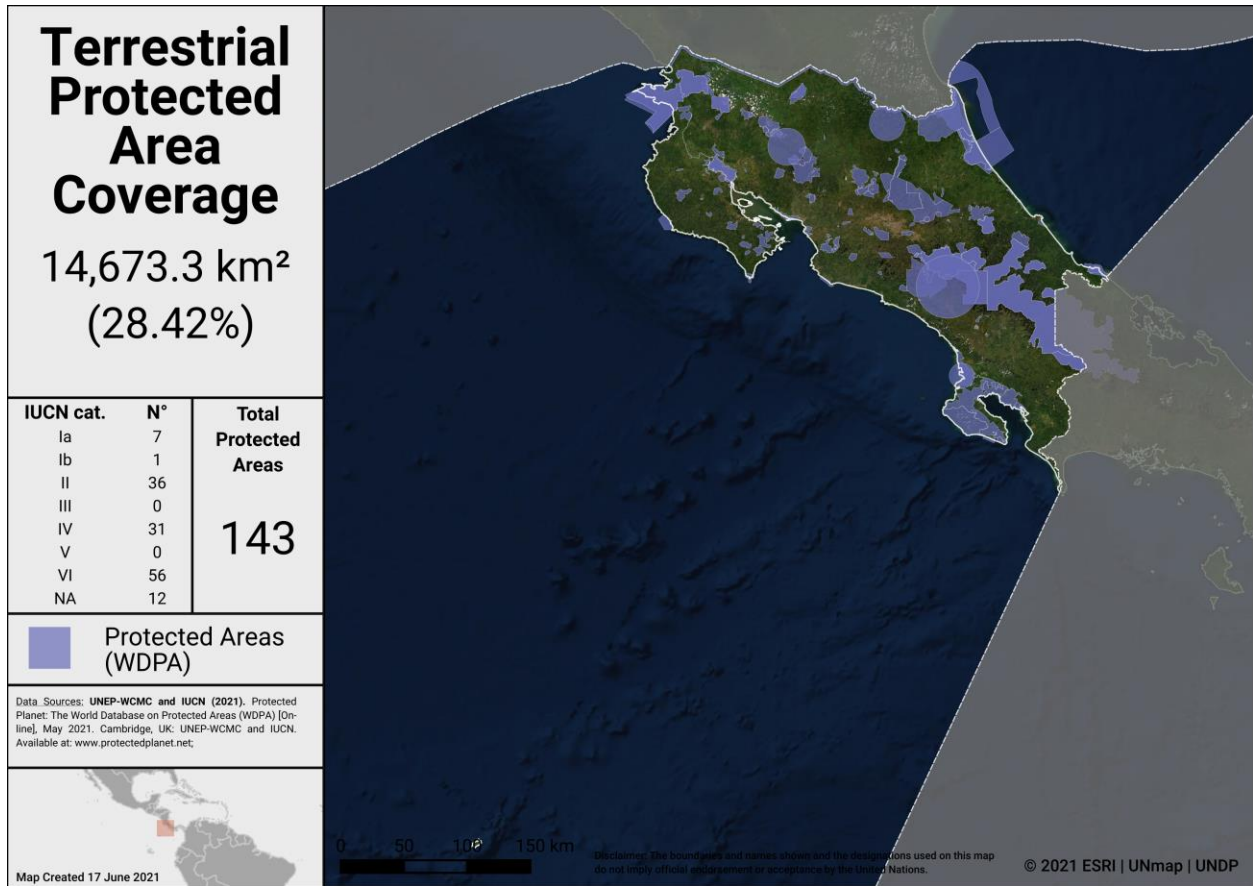 Terrestrial
Protected
Area
Coverage
14,673.3 km²
(28.42%)
IUCN cat. N°
Ia 7
Ib 1
II 36
III 0
IV 31
V 0
VI 56
NA 12
Total
Protected
Areas
143
Protected Areas
(WDPA)
Data Sources: UNEP-WCMC and IUCN (2021). Protected
Planet: The World Database on Protected Areas (WDPA) [On-
line], May 2021. Cambridge, UK: UNEP-WCMC and IUCN.
Available at: www.protectedplanet.net;
Map Created 17 June 2021
0 50 100 150 km
Disclaimer: The boundaries and names shown and the designations used on this map
do not imply official endorsement or acceptance by the United Nations.
© 2021 ESRI | UNmap | UNDP